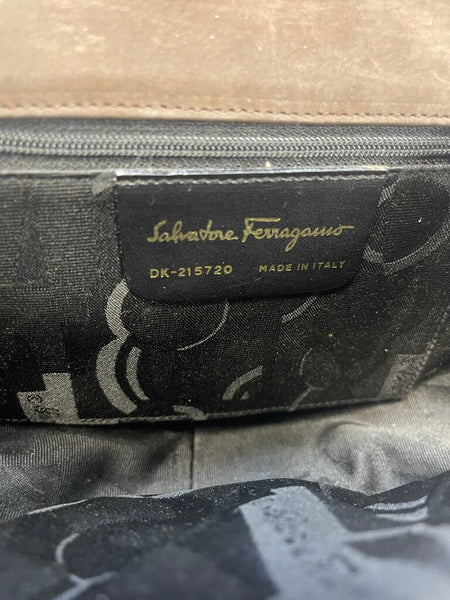 Salvatore Ferragamo
DK-215720 MADE IN ITALY